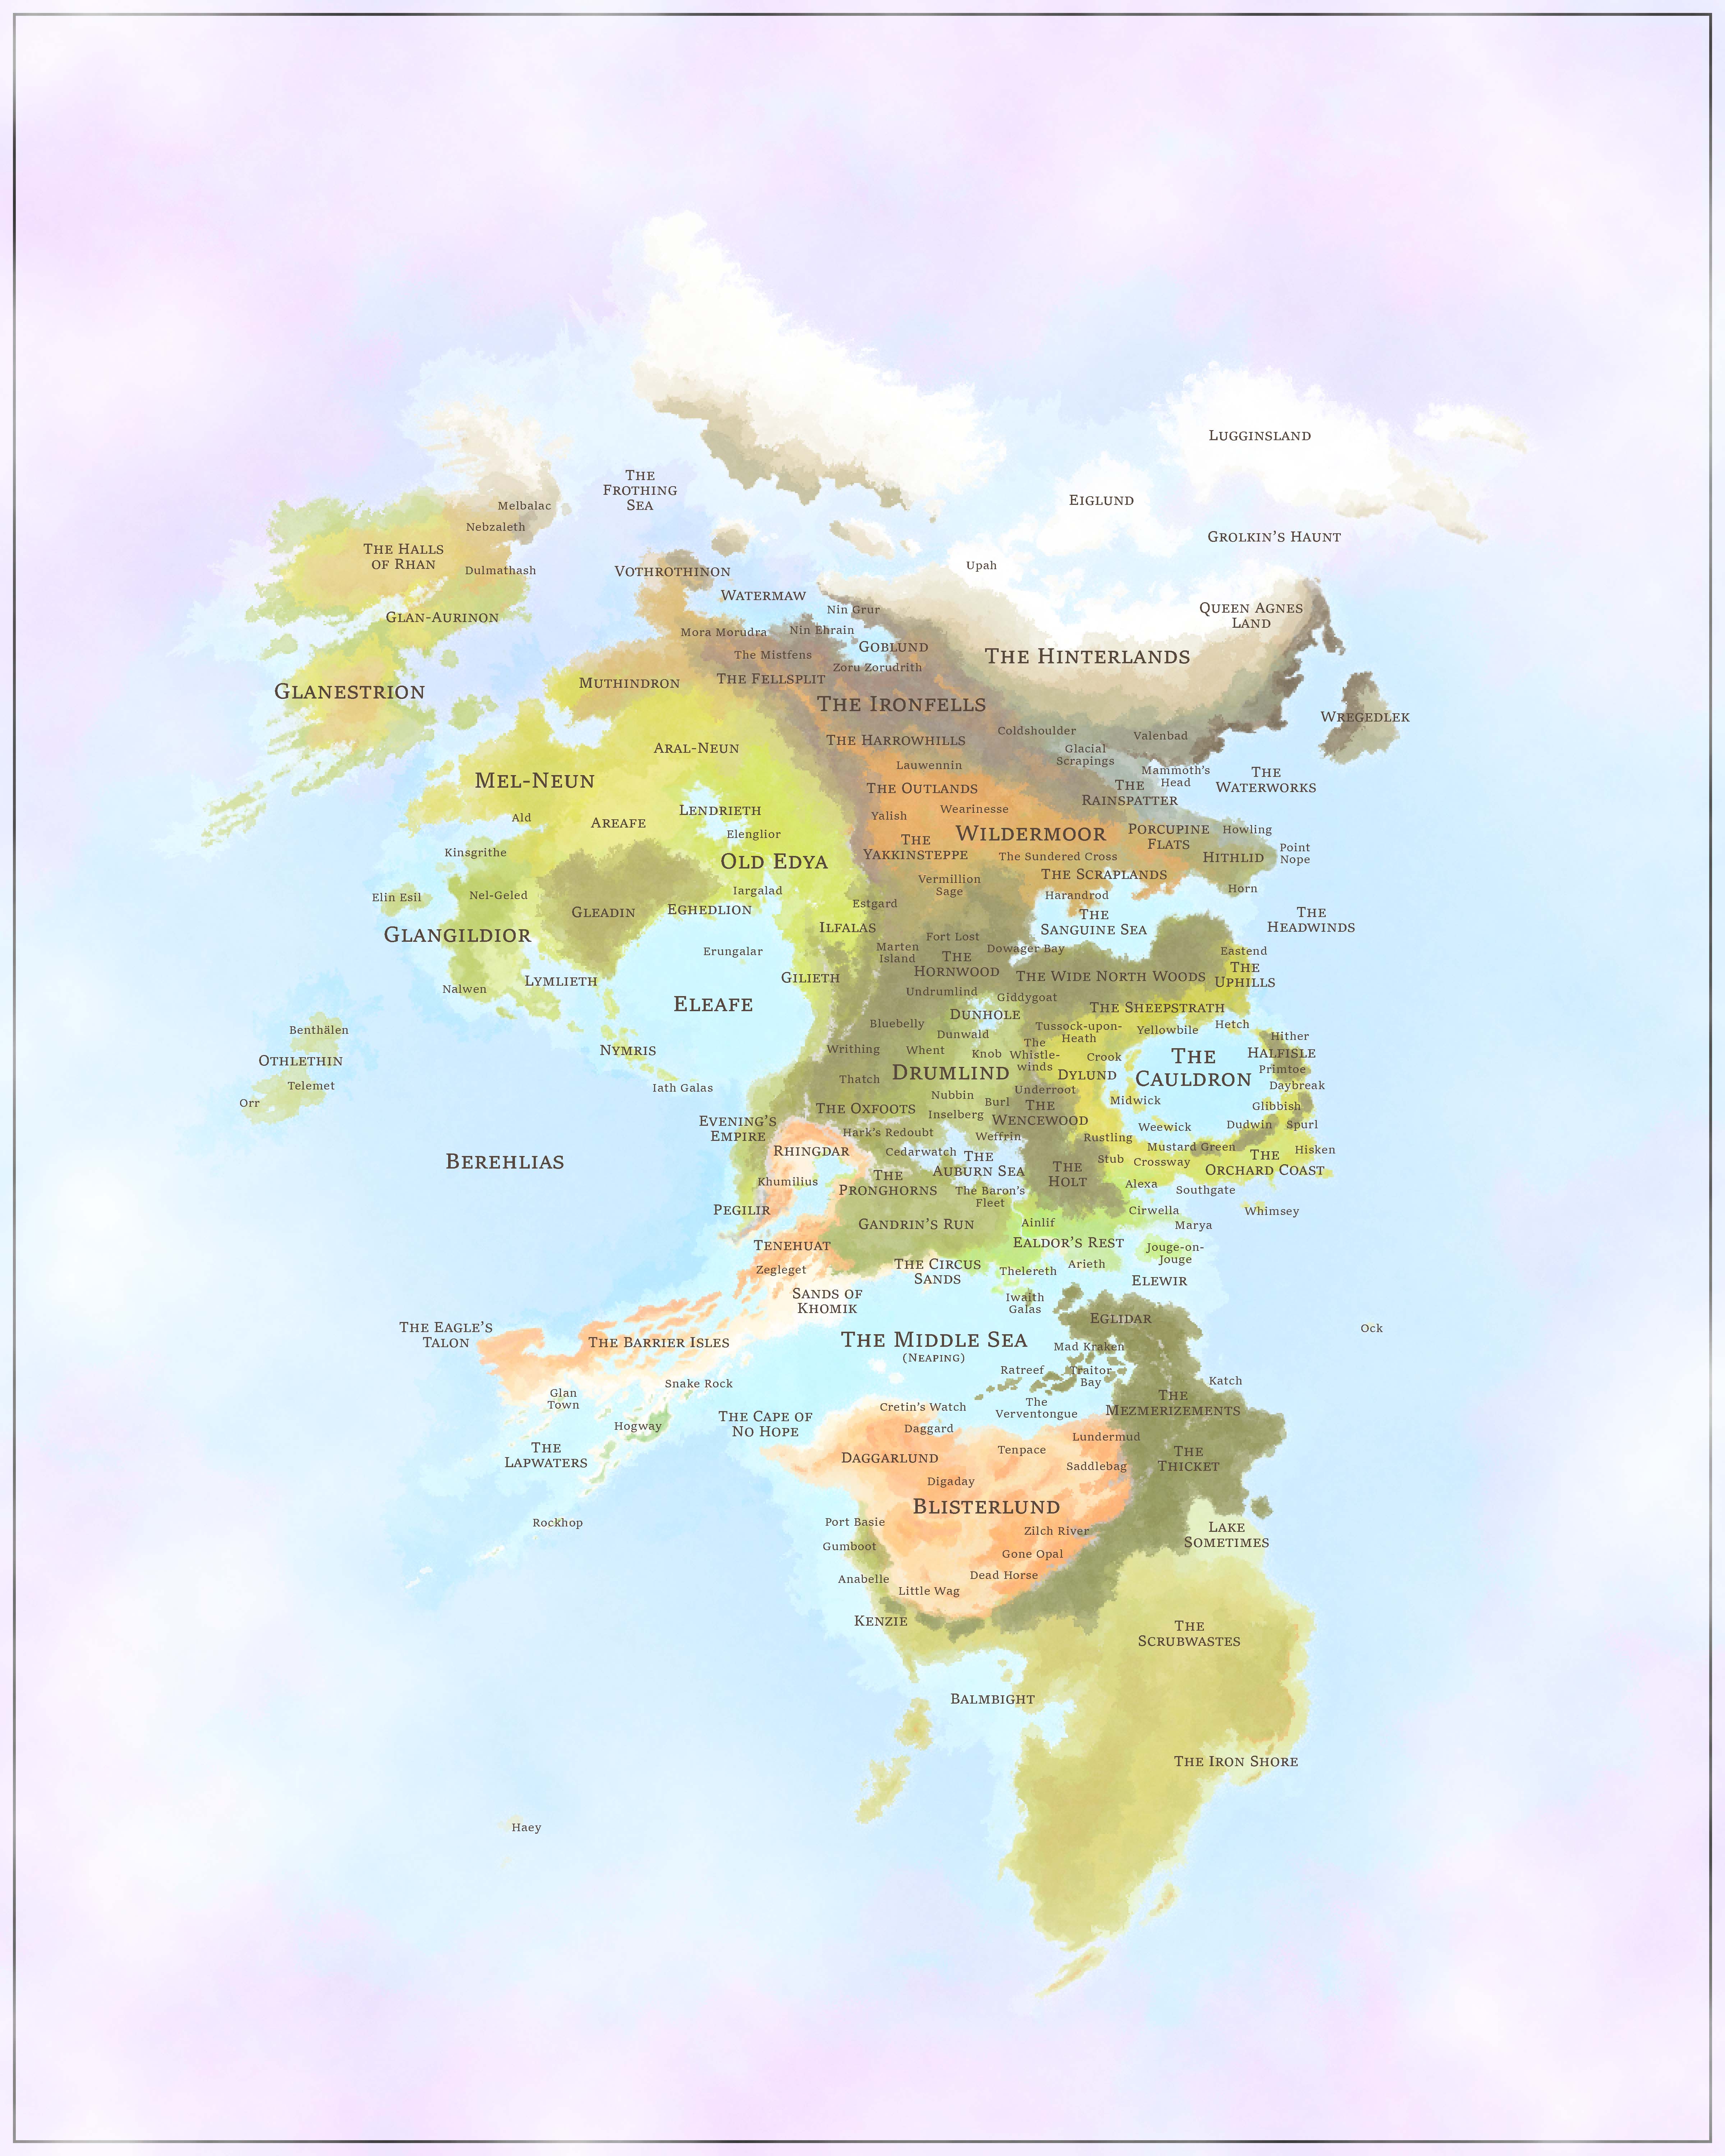 Lugginsland
The
Frothing
Sea
Eiglund
Melbalac
Nebzaleth
Grolkin's Haunt
The Halls
of Rhan
Dulmathash
Vothrothinon
Upah
Watermaw
Glan-Aurinon
Nin Grur
Queen Agnes
Land
Mora Morudra
Nin Ehrain
Goblund
The Mistfens
Zoru Zorudrith
The Hinterlands
Muthindron
The Fellsplit
Glanestrion
The Ironfells
Wregedlek
Coldshoulder
Valenbad
Aral-Neun
The Harrowhills
Glacial
Scrapings
Lauwennin
Mammoth's
Head
The
Waterworks
Mel-Neun
The Outlands
The
Rainspatter
Ald
Areafe
Lendrieth
Yalish
Wearinesse
Elenglior
Wildermoor
Porcupine
Flats
Howling
Kinsgrithe
Old Edya
The
Yakkinsteppe
The Sundered Cross
Hithlid
Point
Nope
The Scraplands
Vermillion
Sage
Elin Esil
Nel-Geled
Iargalad
Harandrod
Horn
Gleadin
Eghedlion
Estgard
The
Sanguine Sea
The
Headwinds
Glangildior
Ilfalas
Fort Lost
Marten
Island
Dowager Bay
Erungalar
The
Hornwood
Eastend
The Wide North Woods
The
Uphills
Nalwen
Lymlieth
Gilieth
Undrumlind
Giddygoat
Eleafe
The Sheepstrath
Dunhole
Benthälen
Bluebelly
Dunwald
Tussock-upon-
Heath
Yellowbile
Hetch
Hither
Othlethin
Nymris
Writhing
Whent
Knob
The
Whistle-
winds
Crook
The
Cauldron
Halfisle
Primtoe
Telemet
Iath Galas
Thatch
Drumlind
Dylund
Daybreak
Orr
Nubbin
Burl
Underroot
Midwick
Glibbish
The Oxfoots
Inselberg
The
Wencewood
Evening's
Empire
Hark's Redoubt
Weffrin
Rustling
Weewick
Dudwin
Spurl
Berehlias
Rhingdar
Cedarwatch
The
Auburn Sea
Stub
Mustard Green
Crossway
Hisken
The
Orchard Coast
Khumilius
The
Pronghorns
The Baron's
Fleet
The
Holt
Alexa
Southgate
Pegilir
Gandrin's Run
Ainlif
Cirwella
Marya
Whimsey
Tenehuat
Ealdor's Rest
Jouge-on-
Jouge
Zegleget
The Circus
Sands
Thelereth
Arieth
Elewir
Sands of
Khomik
Iwaith
Galas
Eglidar
The Eagle's
Talon
The Barrier Isles
The Middle Sea
(Neaping)
Mad Kraken
Ock
Snake Rock
Ratreef
Traitor
Bay
Katch
Glan
Town
Cretin's Watch
The
Verventongue
The
Mezmerizements
Hogway
The Cape of
No Hope
Daggard
Lundermud
The
Lapwaters
Daggarlund
Tenpace
Saddlebag
The
Thicket
Digaday
Blisterlund
Rockhop
Port Basie
Zilch River
Lake
Sometimes
Gumboot
Gone Opal
Anabelle
Little Wag
Dead Horse
Kenzie
The
Scrubwastes
Balmbight
The Iron Shore
Haey